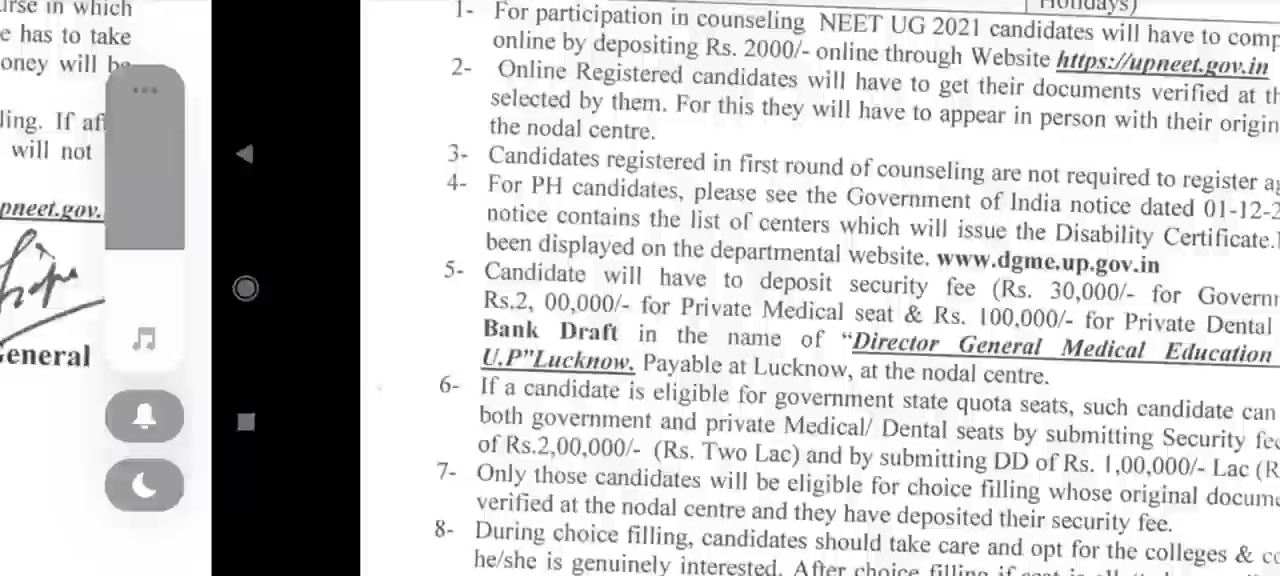 urse in which
e has to take
oney will be
ling. If af
will not
pneet.gov.
General
Holidays)
1- For participation in counseling NEET UG 2021 candidates will have to comp
online by depositing Rs. 2000/- online through Website https://upneet.gov.in
2- Online Registered candidates will have to get their documents verified at th
selected by them. For this they will have to appear in person with their origin
the nodal centre.
3- Candidates registered in first round of counseling are not required to register ag
4- For PH candidates, please see the Government of India notice dated 01-12-2
notice contains the list of centers which will issue the Disability Certificate.
been displayed on the departmental website. www.dgme.up.gov.in
5- Candidate will have to deposit security fee (Rs. 30,000/- for Governm
Rs.2, 00,000/- for Private Medical seat & Rs. 100,000/- for Private Dental
Bank Draft in the name of “Director General Medical Education
U.P”Lucknow. Payable at Lucknow, at the nodal centre.
6- If a candidate is eligible for government state quota seats, such candidate can
both government and private Medical/ Dental seats by submitting Security fee
of Rs.2,00,000/- (Rs. Two Lac) and by submitting DD of Rs. 1,00,000/- Lac (R
7- Only those candidates will be eligible for choice filling whose original docume
verified at the nodal centre and they have deposited their security fee.
8- During choice filling, candidates should take care and opt for the colleges & co
he/she is genuinely interested. After choice filling if seat is